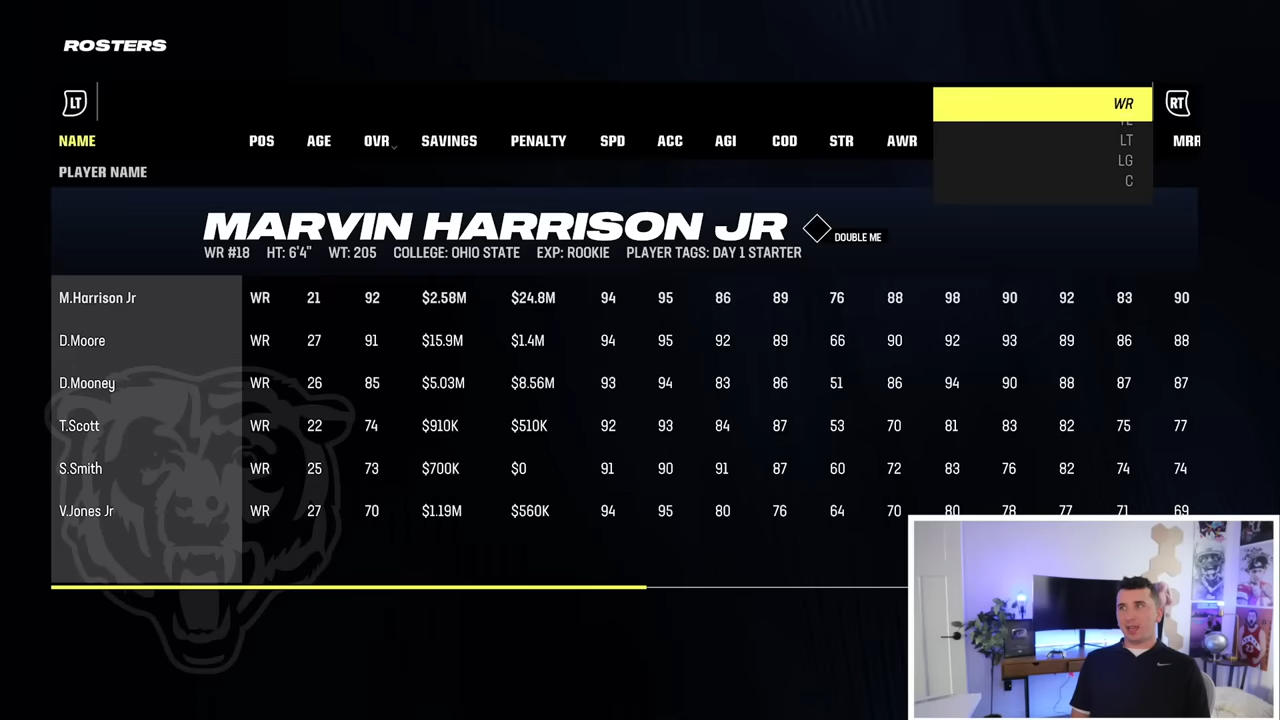 ROSTERS
LT
WR
RT
NAME POS AGE OVR SAVINGS PENALTY SPD ACC AGI COD STR AWR LT MRR
LG
PLAYER NAME
C
MARVIN HARRISON JR
DOUBLE ME
WR #18 HT: 6'4" WT: 205 COLLEGE: OHIO STATE EXP: ROOKIE PLAYER TAGS: DAY 1 STARTER
M.Harrison Jr WR 21 92 $2.58M $24.8M 94 95 86 89 76 88 98 90 92 83 90
D.Moore WR 27 91 $15.9M $1.4M 94 95 92 89 66 90 92 93 89 86 88
D.Mooney WR 26 85 $5.03M $8.56M 93 94 83 86 51 86 94 90 88 87 87
T.Scott WR 22 74 $910K $510K 92 93 84 87 53 70 81 83 82 75 77
S.Smith WR 25 73 $700K $0 91 90 91 87 60 72 83 76 82 74 74
V.Jones Jr WR 27 70 $1.19M $560K 94 95 80 76 64 70 80 78 77 71 69